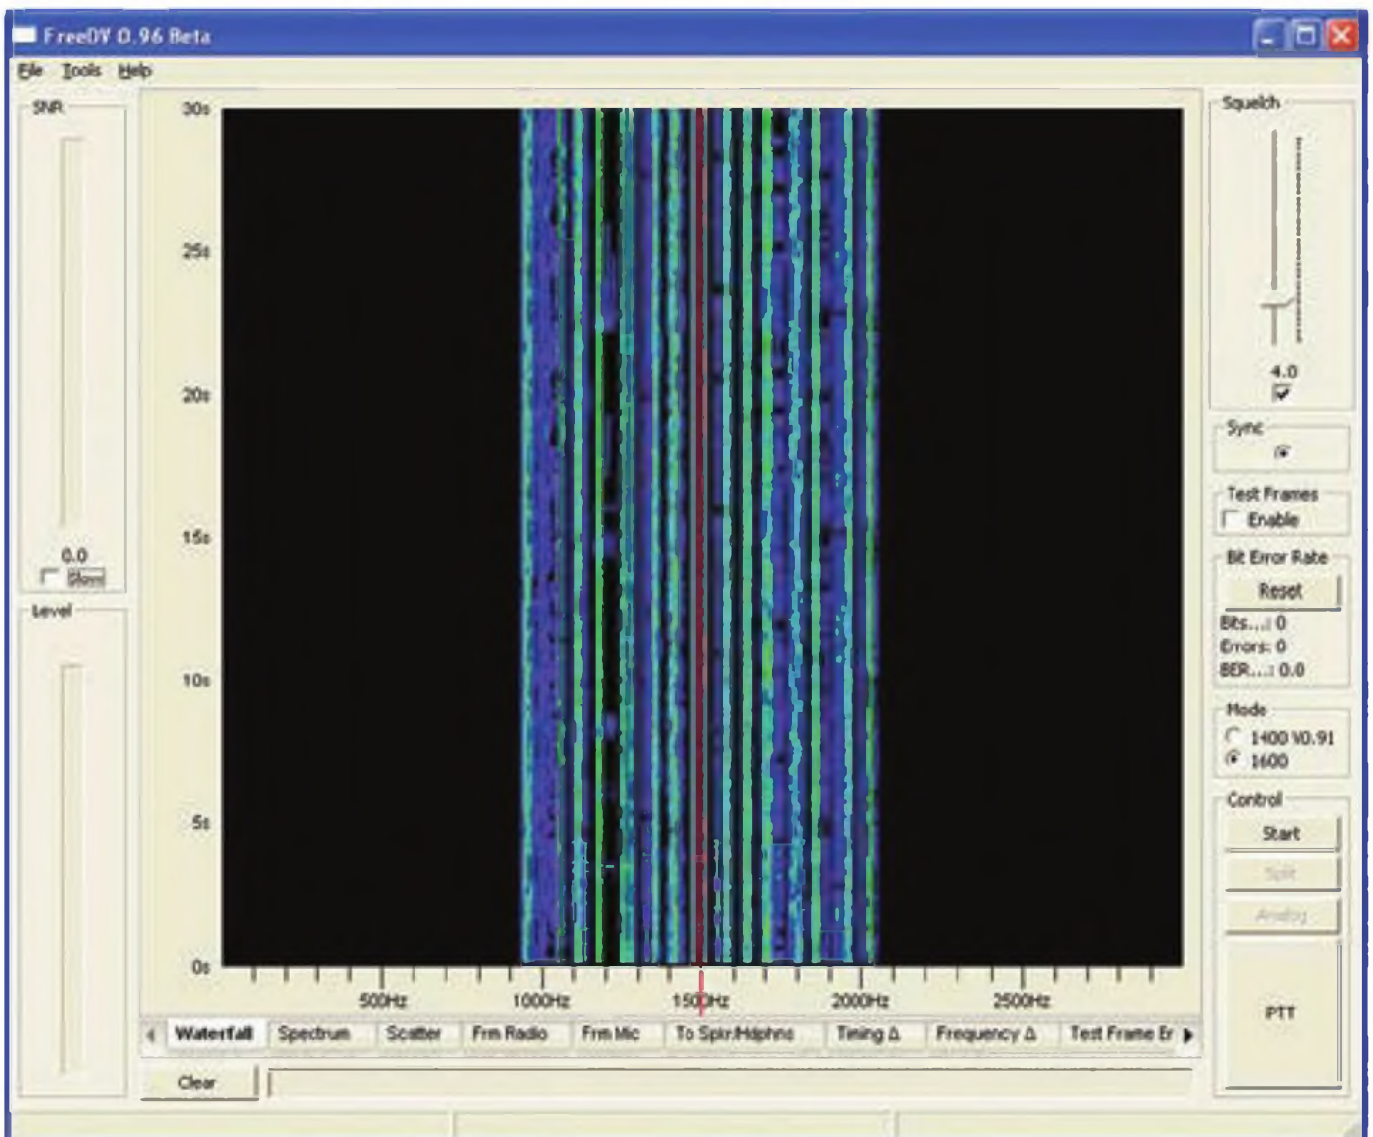 FreeDV 0.96 Beta
File Tools Help
SNR
0.0
Slow
Level
30s
25s
20s
15s
10s
5s
0s
500Hz 1000Hz 1500Hz 2000Hz 2500Hz
Waterfall Spectrum Scatter Frm Radio Frm Mic To Spkr/Hdphns Timing Δ Frequency Δ Test Frame Er
Clear
Squelch
4.0
Sync
Test Frames
Enable
Bit Error Rate
Reset
Bits...: 0
Errors: 0
BER...: 0.0
Mode
1400 V0.91
1600
Control
Start
Split
Analog
PTT